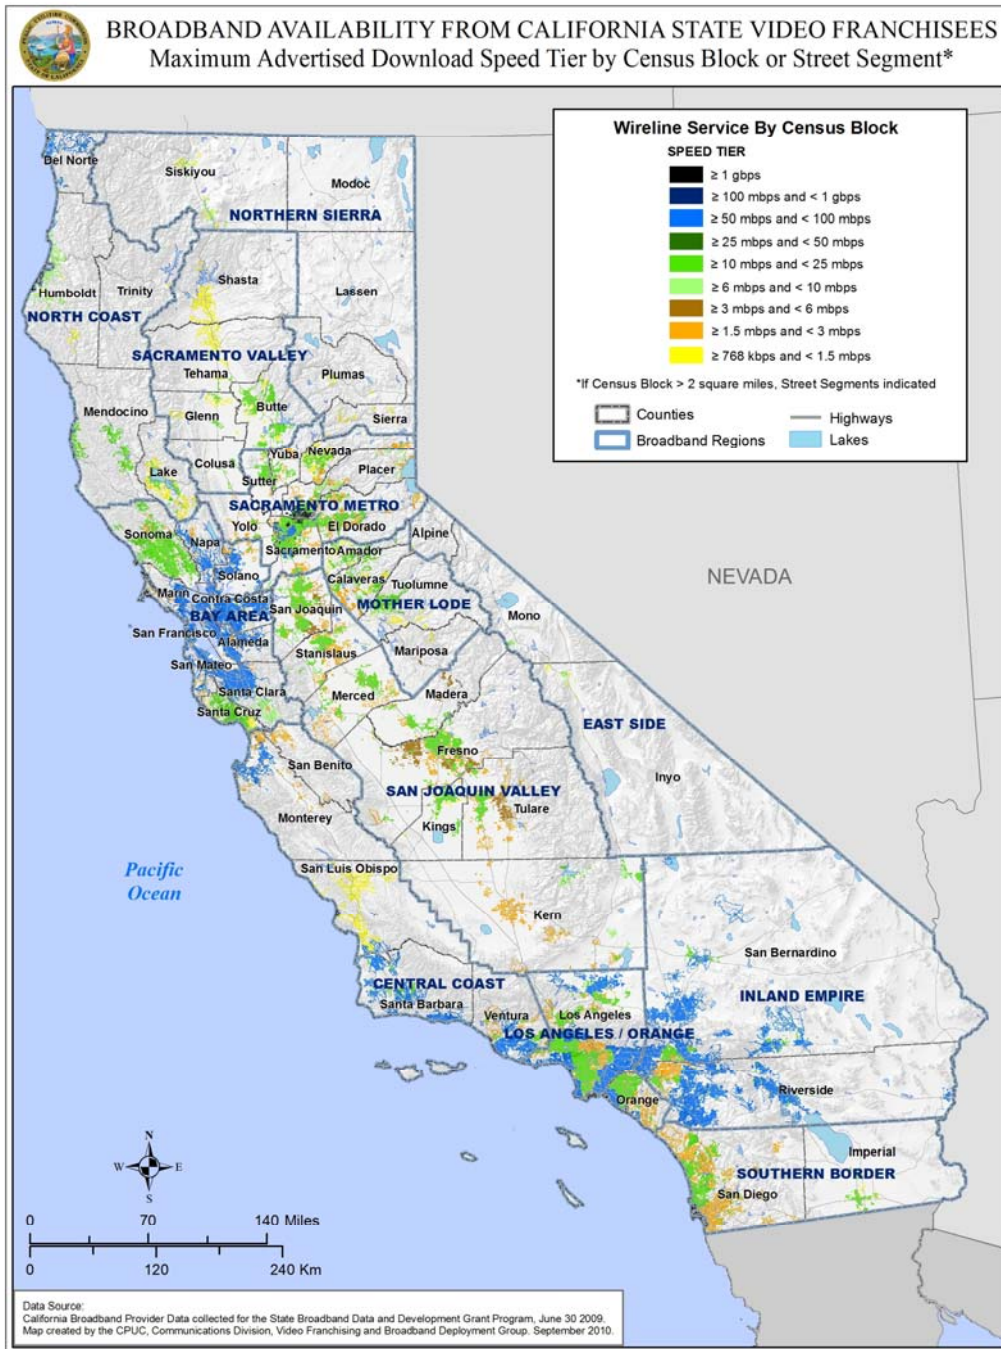 BROADBAND AVAILABILITY FROM CALIFORNIA STATE VIDEO FRANCHISEES
Maximum Advertised Download Speed Tier by Census Block or Street Segment*
Wireline Service By Census Block
SPEED TIER
≥ 1 gbps
≥ 100 mbps and < 1 gbps
≥ 50 mbps and < 100 mbps
≥ 25 mbps and < 50 mbps
≥ 10 mbps and < 25 mbps
≥ 6 mbps and < 10 mbps
≥ 3 mbps and < 6 mbps
≥ 1.5 mbps and < 3 mbps
≥ 768 kbps and < 1.5 mbps
*If Census Block > 2 square miles, Street Segments indicated
Counties
Highways
Broadband Regions
Lakes
Del Norte
Siskiyou
Modoc
NORTHERN SIERRA
Shasta
Lassen
Humboldt
Trinity
NORTH COAST
SACRAMENTO VALLEY
Tehama
Plumas
Mendocino
Glenn
Butte
Sierra
Colusa
Lake
Yuba
Nevada
Placer
Sutter
SACRAMENTO METRO
Yolo
El Dorado
Sonoma
Napa
Sacramento
Amador
Alpine
Solano
Calaveras
Tuolumne
NEVADA
Marin
Contra Costa
San Joaquin
MOTHER LODE
Mono
BAY AREA
San Francisco
Alameda
Stanislaus
Mariposa
San Mateo
Santa Clara
Merced
Madera
Santa Cruz
EAST SIDE
Fresno
San Benito
Inyo
SAN JOAQUIN VALLEY
Tulare
Monterey
Kings
Pacific
Ocean
San Luis Obispo
Kern
San Bernardino
CENTRAL COAST
INLAND EMPIRE
Santa Barbara
Ventura
Los Angeles
LOS ANGELES / ORANGE
Riverside
Orange
Imperial
SOUTHERN BORDER
San Diego
N
W
E
S
0 70 140 Miles
0 120 240 Km
Data Source:
California Broadband Provider Data collected for the State Broadband Data and Development Grant Program, June 30 2009.
Map created by the CPUC, Communications Division, Video Franchising and Broadband Deployment Group. September 2010.